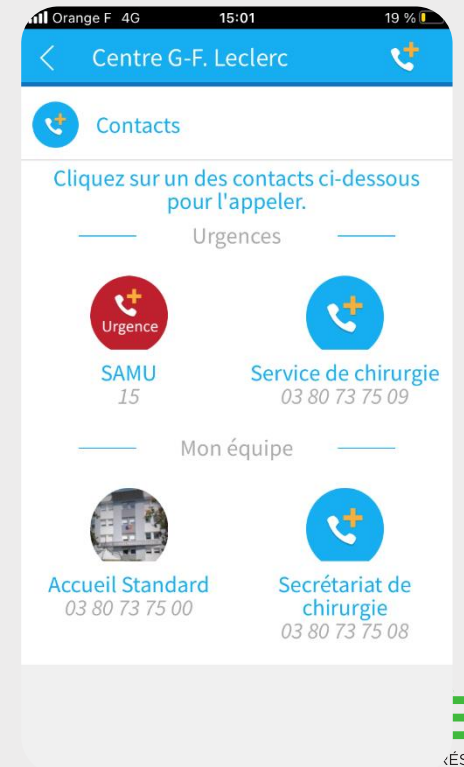 Orange F 4G 15:01 19 %
Centre G-F. Leclerc
Contacts
Cliquez sur un des contacts ci-dessous
pour l'appeler.
Urgences
Urgence
SAMU
15
Service de chirurgie
03 80 73 75 09
Mon équipe
Accueil Standard
03 80 73 75 00
Secrétariat de
chirurgie
03 80 73 75 08